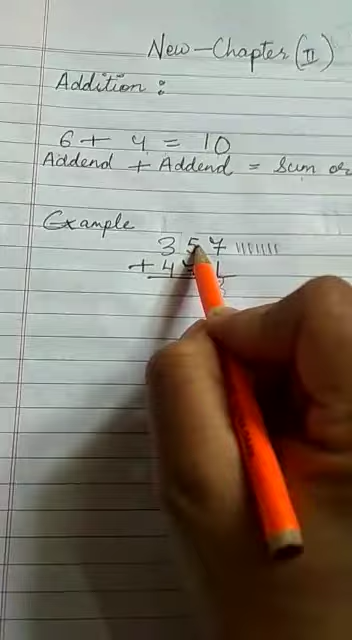 New-Chapter (II)
Addition :
6 + 4 = 10
Addend + Addend = Sum or
Example
357
+ 4